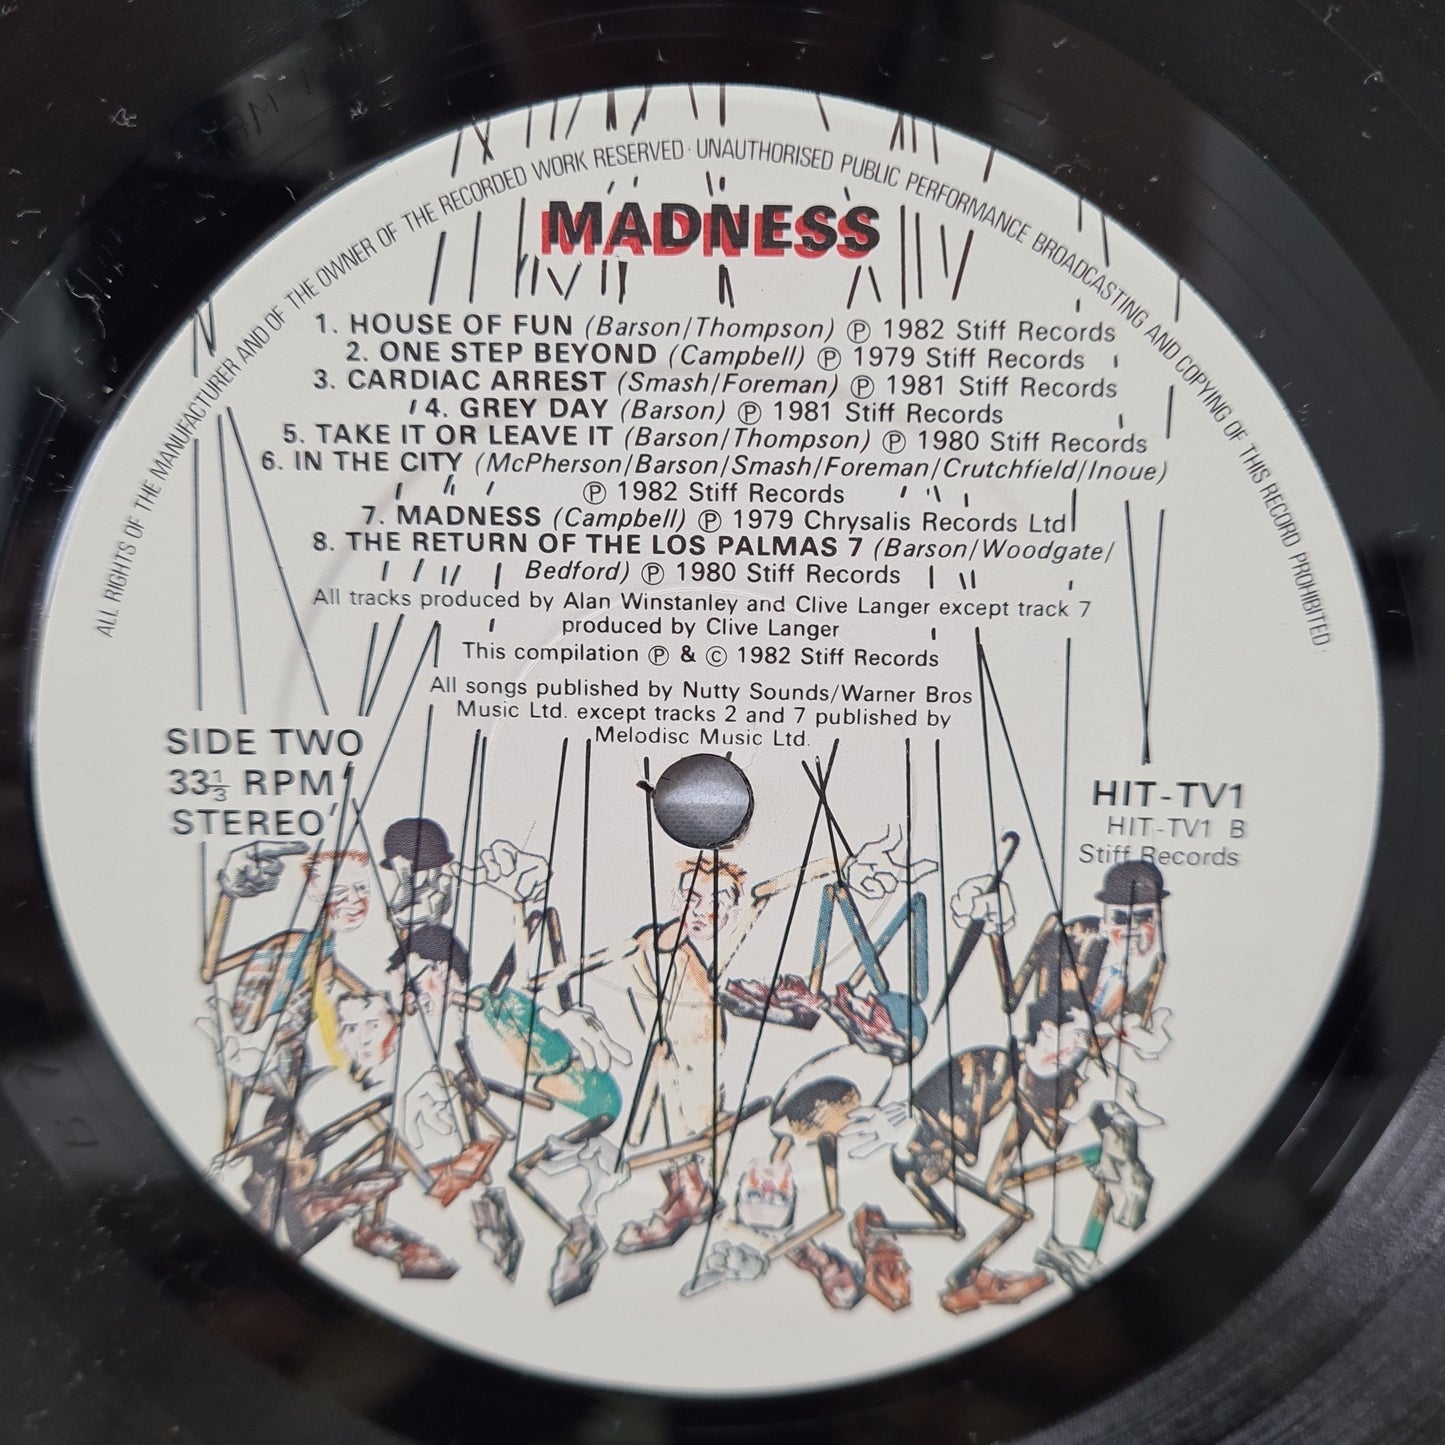 ALL RIGHTS OF THE MANUFACTURER AND OF THE OWNER OF THE RECORDED WORK RESERVED · UNAUTHORISED PUBLIC PERFORMANCE BROADCASTING AND COPYING OF THIS RECORD PROHIBITED ·
MADNESS
1. HOUSE OF FUN (Barson/Thompson) ℗ 1982 Stiff Records
2. ONE STEP BEYOND (Campbell) ℗ 1979 Stiff Records
3. CARDIAC ARREST (Smash/Foreman) ℗ 1981 Stiff Records
4. GREY DAY (Barson) ℗ 1981 Stiff Records
5. TAKE IT OR LEAVE IT (Barson/Thompson) ℗ 1980 Stiff Records
6. IN THE CITY (McPherson/Barson/Smash/Foreman/Crutchfield/Inoue)
℗ 1982 Stiff Records
7. MADNESS (Campbell) ℗ 1979 Chrysalis Records Ltd
8. THE RETURN OF THE LOS PALMAS 7 (Barson/Woodgate/
Bedford) ℗ 1980 Stiff Records
All tracks produced by Alan Winstanley and Clive Langer except track 7
produced by Clive Langer
This compilation ℗ & © 1982 Stiff Records
All songs published by Nutty Sounds/Warner Bros
Music Ltd. except tracks 2 and 7 published by
Melodisc Music Ltd.
SIDE TWO
33⅓ RPM
STEREO
HIT-TV1
HIT-TV1 B
Stiff Records